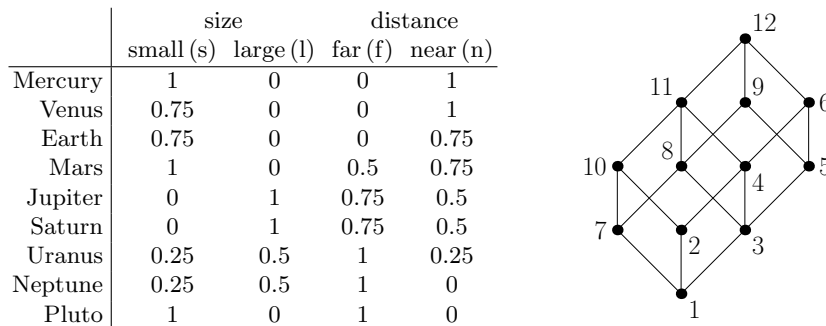 size distance
small (s) large (l) far (f) near (n)
Mercury 1 0 0 1
Venus 0.75 0 0 1
Earth 0.75 0 0 0.75
Mars 1 0 0.5 0.75
Jupiter 0 1 0.75 0.5
Saturn 0 1 0.75 0.5
Uranus 0.25 0.5 1 0.25
Neptune 0.25 0.5 1 0
Pluto 1 0 1 0
12
11 9 6
10 8 4 5
7 2 3
1